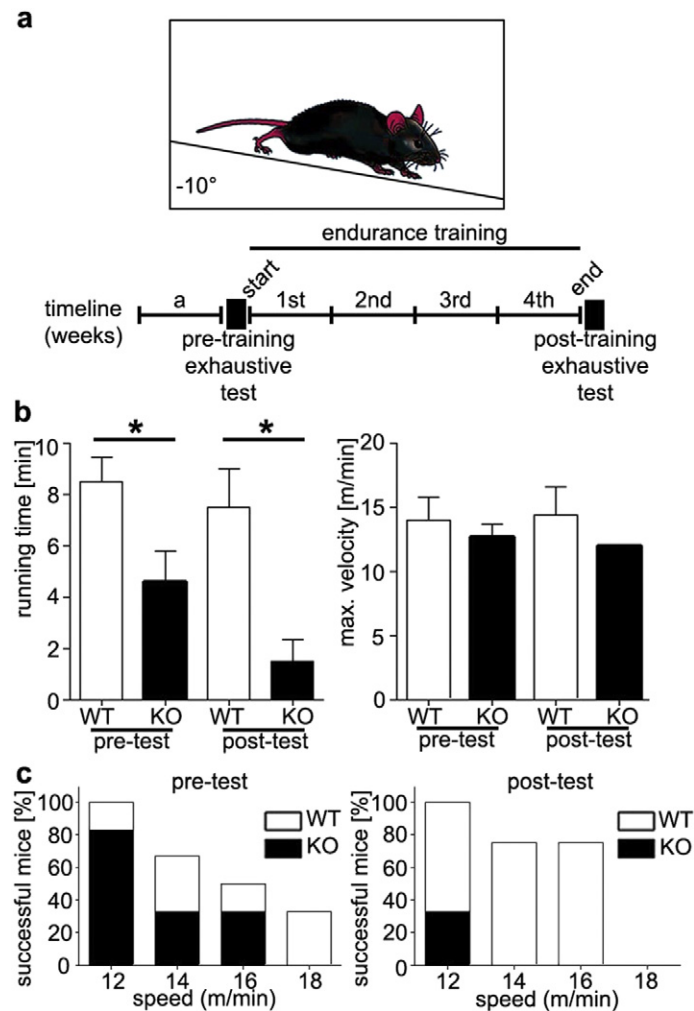 a
-10°
endurance training
start
end
timeline
(weeks)
a
1st
2nd
3rd
4th
pre-training
exhaustive
test
post-training
exhaustive
test
b
*
*
running time [min]
10
8
6
4
2
0
WT
KO
WT
KO
pre-test
post-test
max. velocity [m/min]
20
15
10
5
0
WT
KO
WT
KO
pre-test
post-test
c
pre-test
successful mice [%]
100
80
60
40
20
0
WT
KO
12
14
16
18
speed (m/min)
post-test
successful mice [%]
100
80
60
40
20
0
WT
KO
12
14
16
18
speed (m/min)